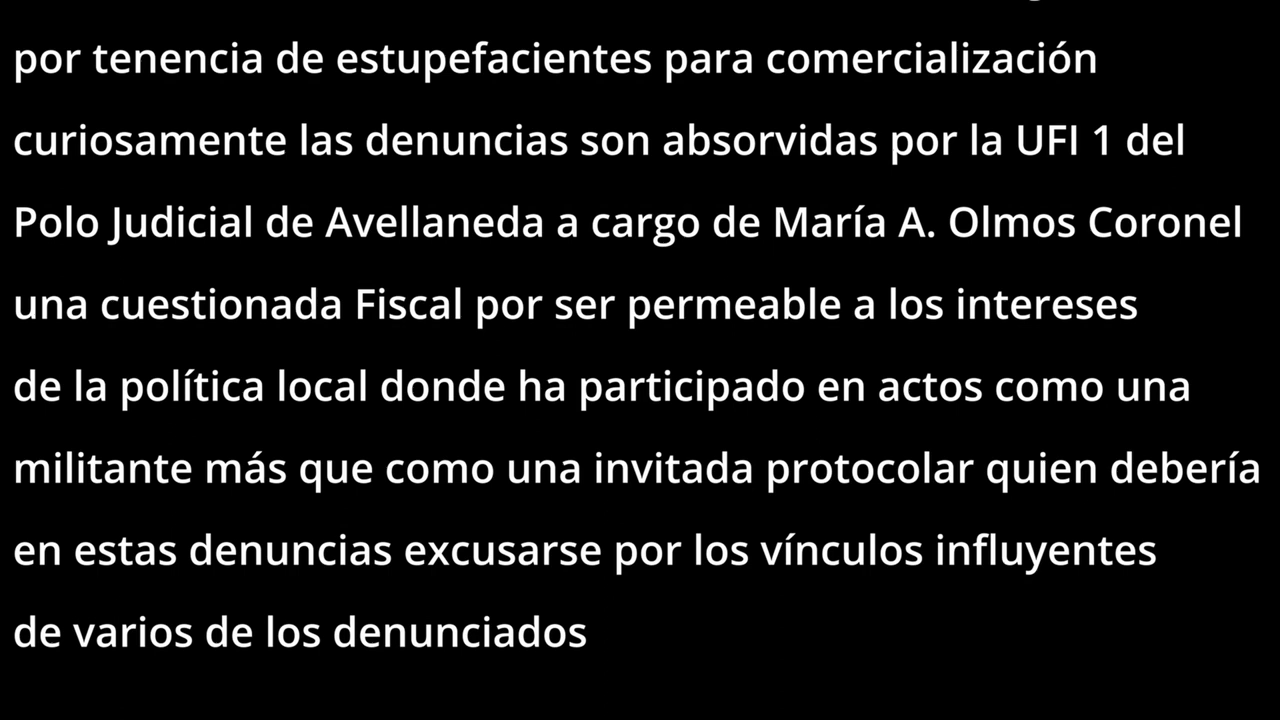 por tenencia de estupefacientes para comercialización
curiosamente las denuncias son absorvidas por la UFI 1 del
Polo Judicial de Avellaneda a cargo de María A. Olmos Coronel
una cuestionada Fiscal por ser permeable a los intereses
de la política local donde ha participado en actos como una
militante más que como una invitada protocolar quien debería
en estas denuncias excusarse por los vínculos influyentes
de varios de los denunciados